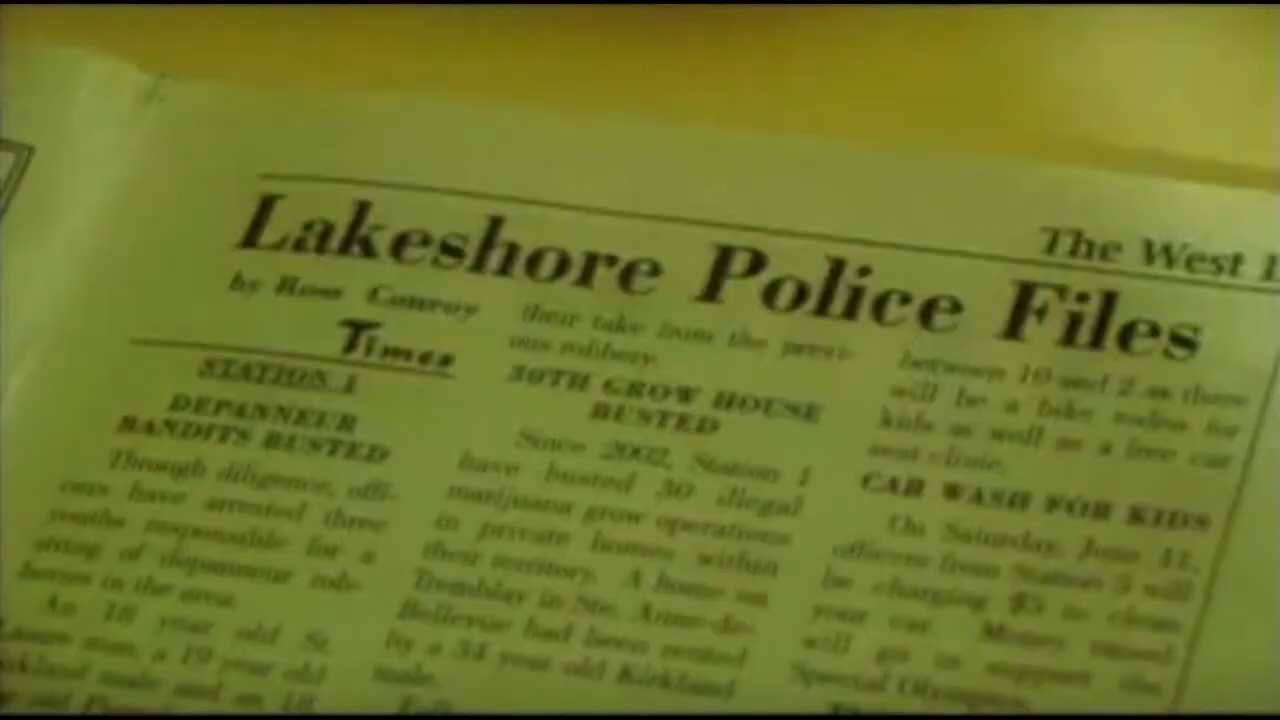 The West
Lakeshore Police Files
by Ross Conroy
Times
STATION 1
DEPANNEUR
BANDITS BUSTED
Through diligence, offi-
cers have arrested three
youths responsible for a
string of depanneur rob-
beries in the area.
An 18 year old St.
man, a 19 year old
male and an 18
their take from the previ-
ous robbery.
30TH GROW HOUSE
BUSTED
Since 2002, Station 1
have busted 30 illegal
marijuana grow operations
in private homes within
their territory. A home on
Tremblay in Ste. Anne-de-
Bellevue had been rented
by a 34 year old Kirkland
male.
between 10 and 2 as there
will be a bike rodeo for
kids as well as a free car
seat clinic.
CAR WASH FOR KIDS
On Saturday, June 11,
officers from Station 5 will
be charging $5 to clean
your car. Money raised
will go to support the
Special Olympics.